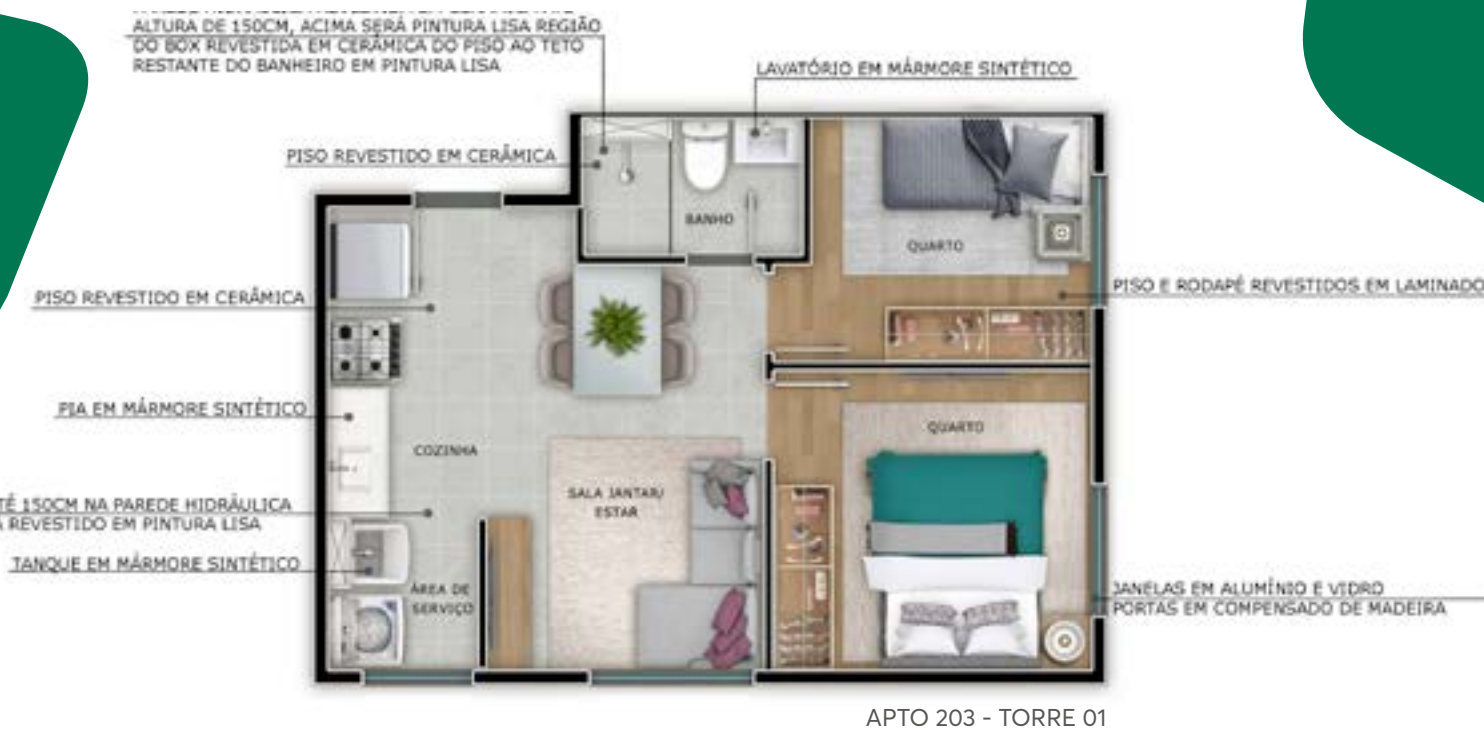 ALTURA DE 150CM, ACIMA SERÁ PINTURA LISA REGIÃO
DO BOX REVESTIDA EM CERÂMICA DO PISO AO TETO
RESTANTE DO BANHEIRO EM PINTURA LISA
LAVATÓRIO EM MÁRMORE SINTÉTICO
PISO REVESTIDO EM CERÂMICA
BANHO
QUARTO
PISO REVESTIDO EM CERÂMICA
PISO E RODAPÉ REVESTIDOS EM LAMINADO
PIA EM MÁRMORE SINTÉTICO
COZINHA
QUARTO
SALA JANTAR/
ESTAR
TÉ 150CM NA PAREDE HIDRÁULICA
A REVESTIDO EM PINTURA LISA
TANQUE EM MÁRMORE SINTÉTICO
ÁREA DE
SERVIÇO
JANELAS EM ALUMÍNIO E VIDRO
PORTAS EM COMPENSADO DE MADEIRA
APTO 203 - TORRE 01